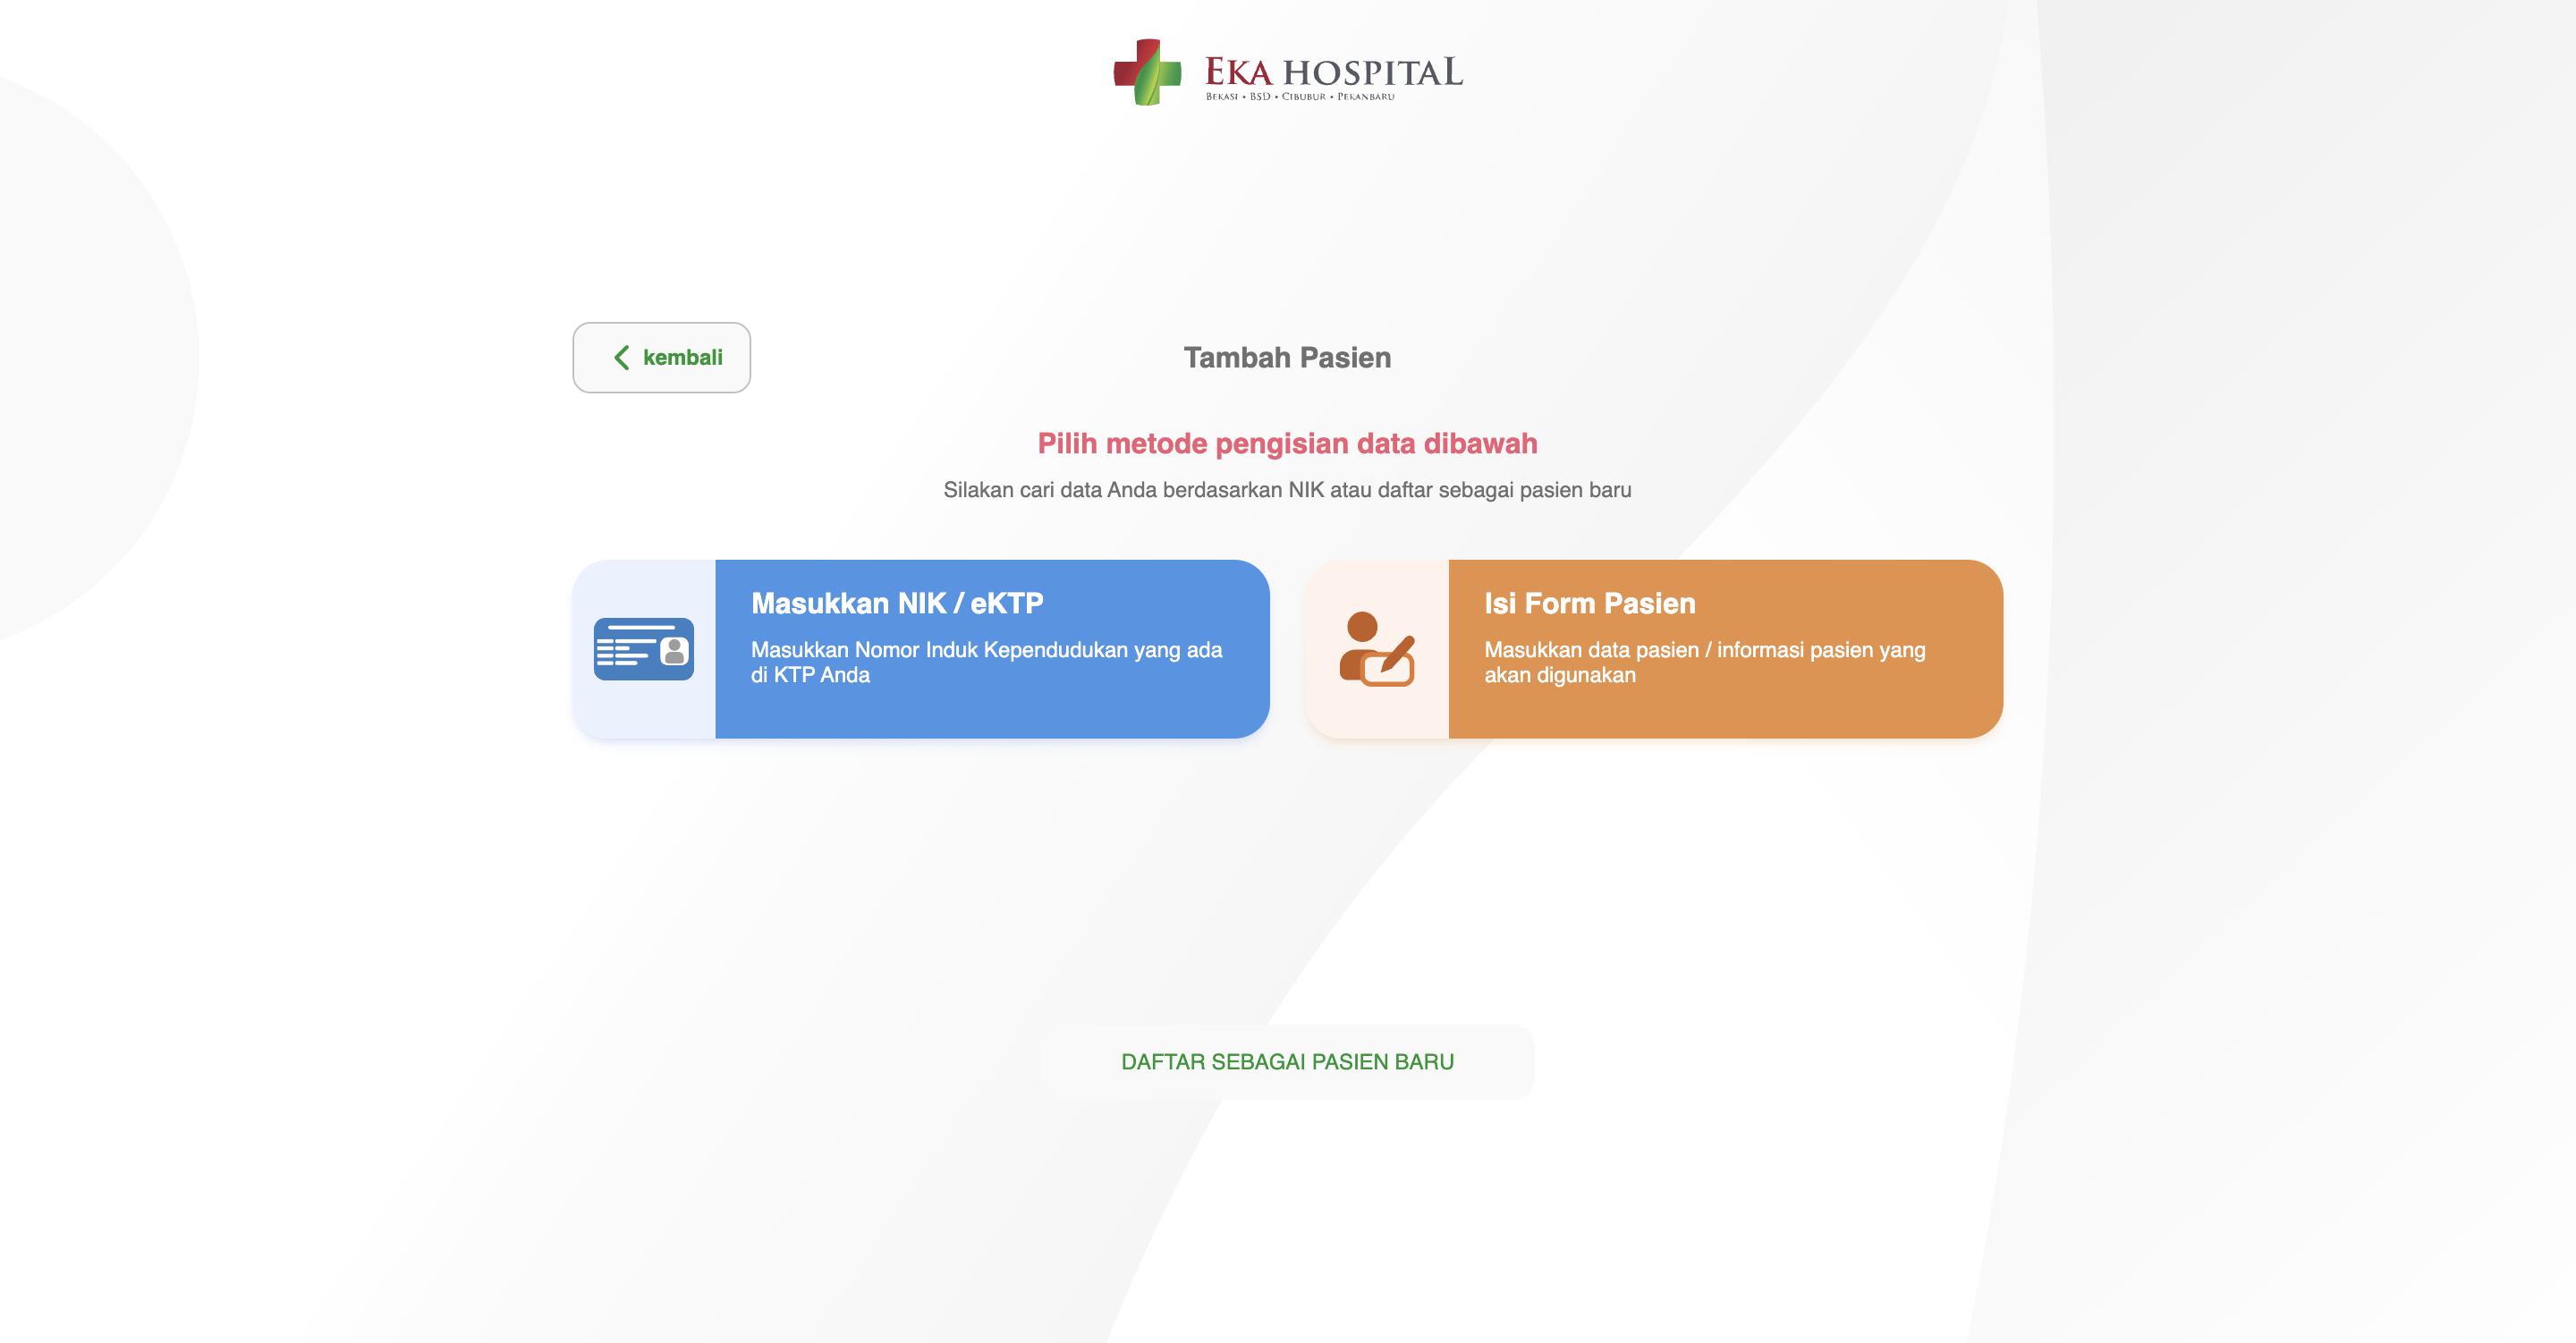 EKA HOSPITAL
BEKASI • BSD • CIBUBUR • PEKANBARU
kembali
Tambah Pasien
Pilih metode pengisian data dibawah
Silakan cari data Anda berdasarkan NIK atau daftar sebagai pasien baru
Masukkan NIK / eKTP
Masukkan Nomor Induk Kependudukan yang ada
di KTP Anda
Isi Form Pasien
Masukkan data pasien / informasi pasien yang
akan digunakan
DAFTAR SEBAGAI PASIEN BARU